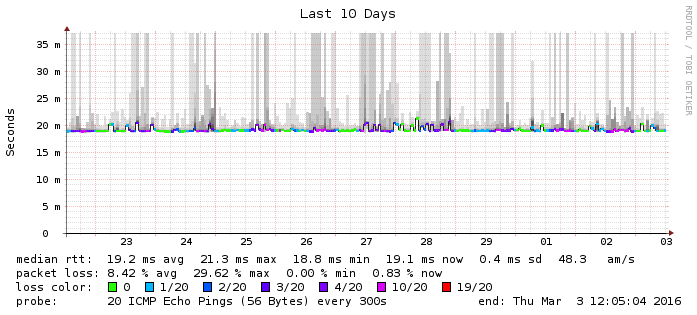 Last 10 Days
RRDTOOL / TOBI OETIKER
Seconds
35 m
30 m
25 m
20 m
15 m
10 m
5 m
0
23 24 25 26 27 28 29 01 02 03
median rtt: 19.2 ms avg 21.3 ms max 18.8 ms min 19.1 ms now 0.4 ms sd 48.3 am/s
packet loss: 8.42 % avg 29.62 % max 0.00 % min 0.83 % now
loss color: 0 1/20 2/20 3/20 4/20 10/20 19/20
probe: 20 ICMP Echo Pings (56 Bytes) every 300s end: Thu Mar 3 12:05:04 2016